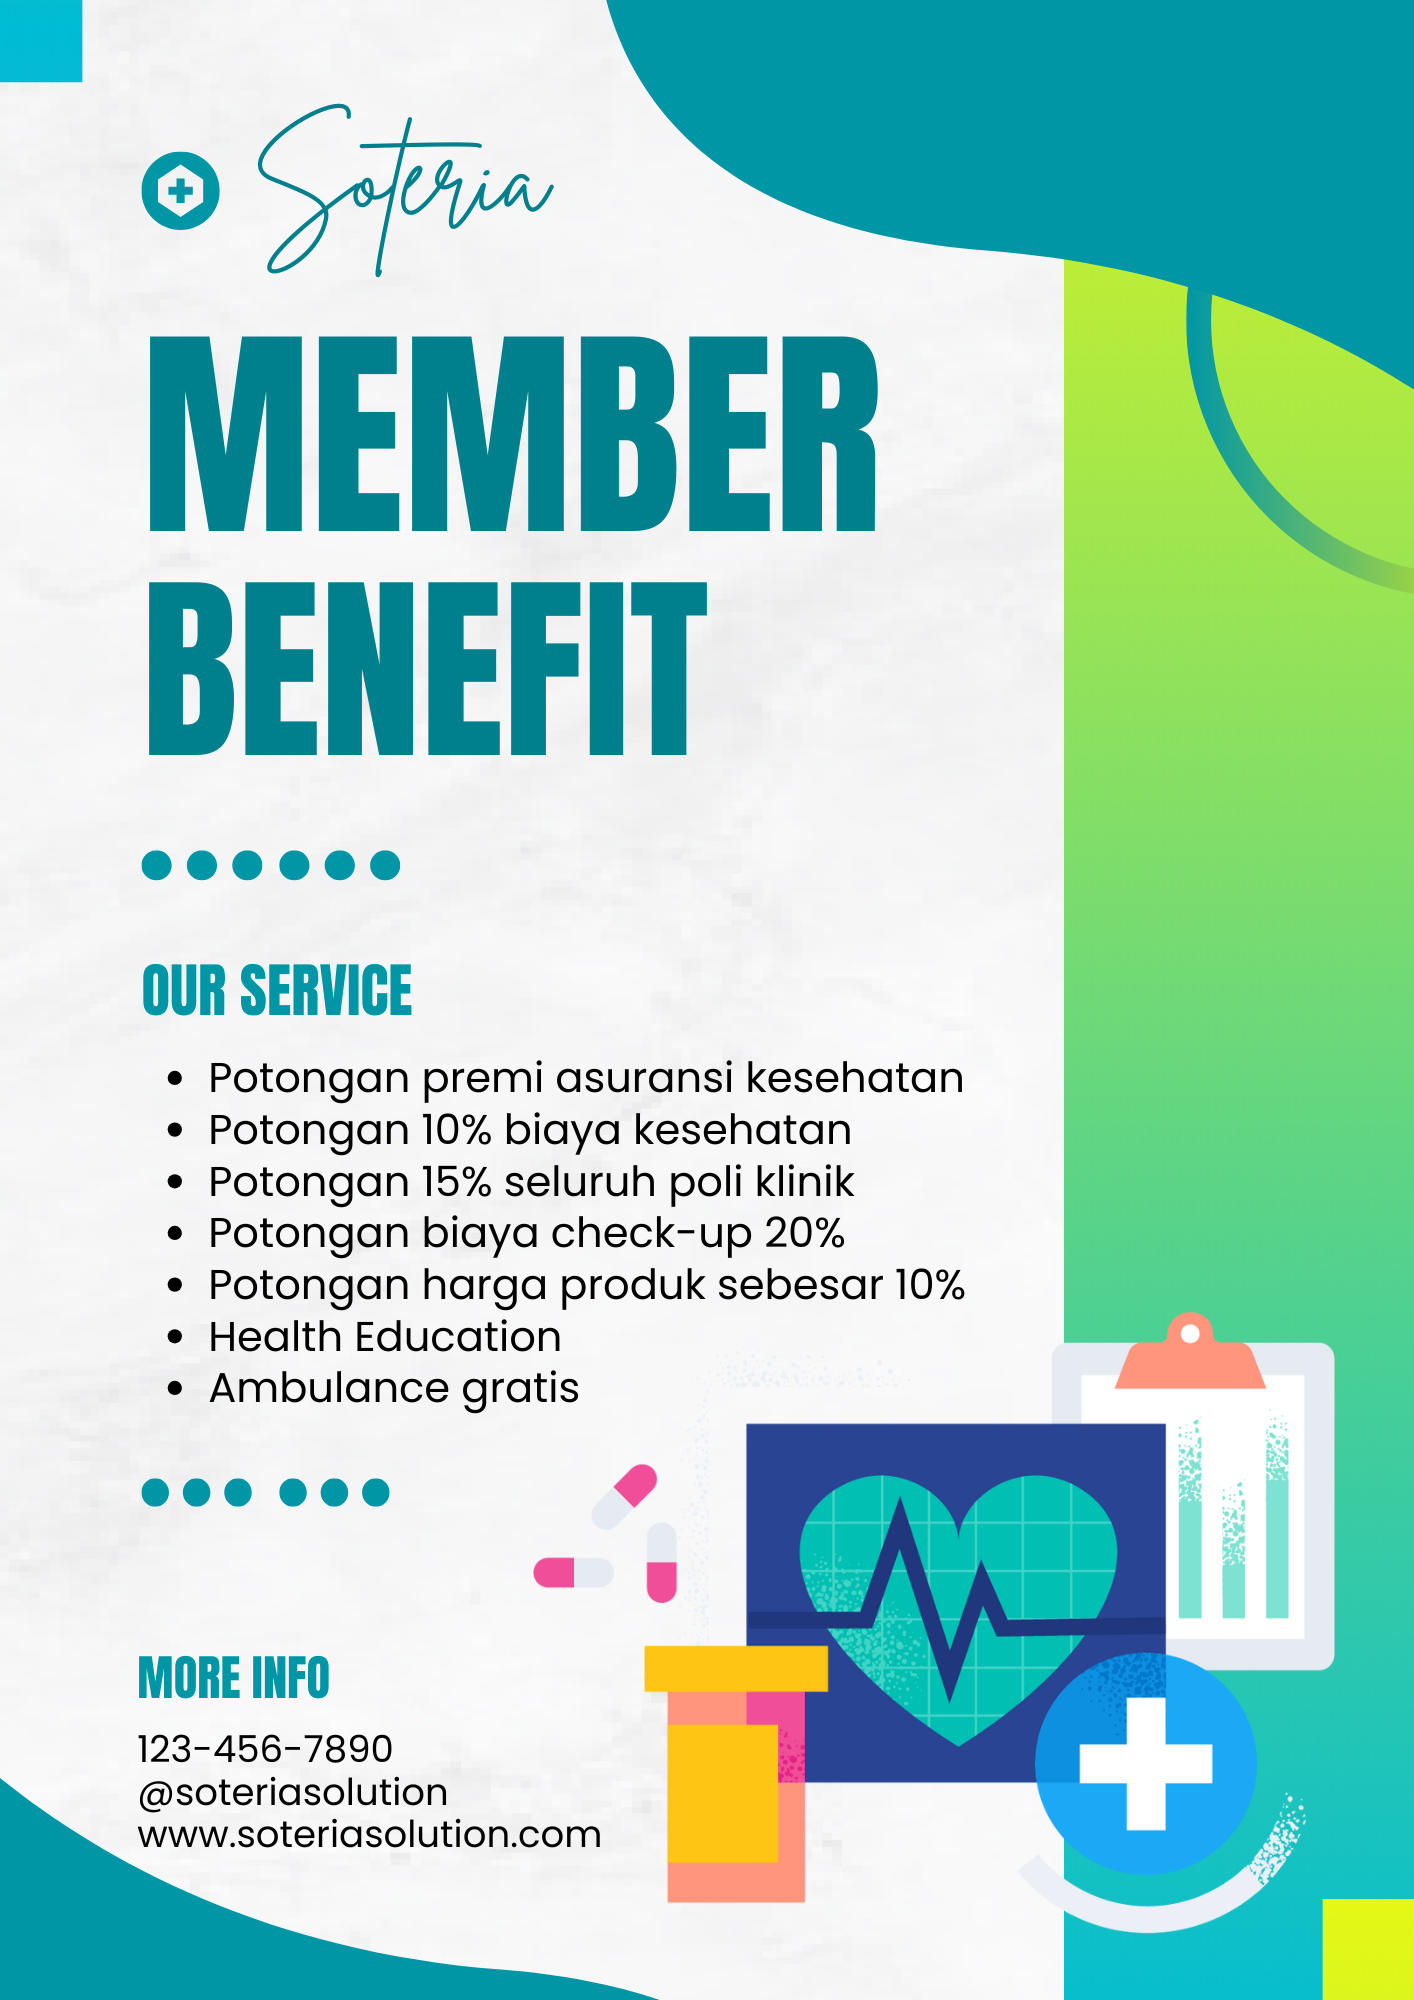 Soteria
MEMBER
BENEFIT
OUR SERVICE
• Potongan premi asuransi kesehatan
• Potongan 10% biaya kesehatan
• Potongan 15% seluruh poli klinik
• Potongan biaya check-up 20%
• Potongan harga produk sebesar 10%
• Health Education
• Ambulance gratis
MORE INFO
123-456-7890
@soteriasolution
www.soteriasolution.com